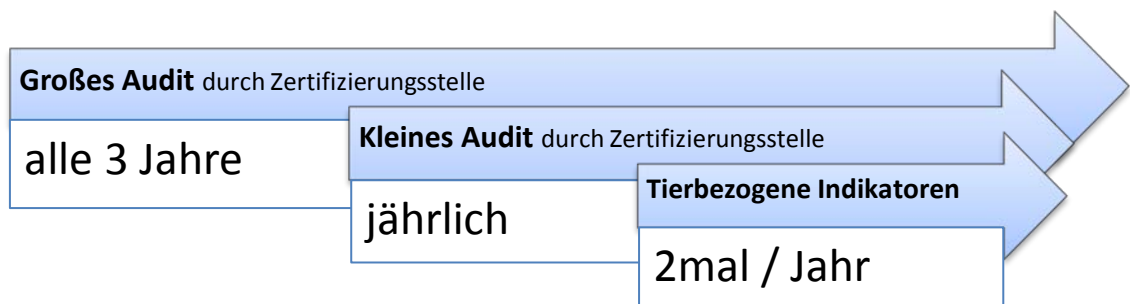 Großes Audit durch Zertifizierungsstelle
alle 3 Jahre
Kleines Audit durch Zertifizierungsstelle
jährlich
Tierbezogene Indikatoren
2mal / Jahr